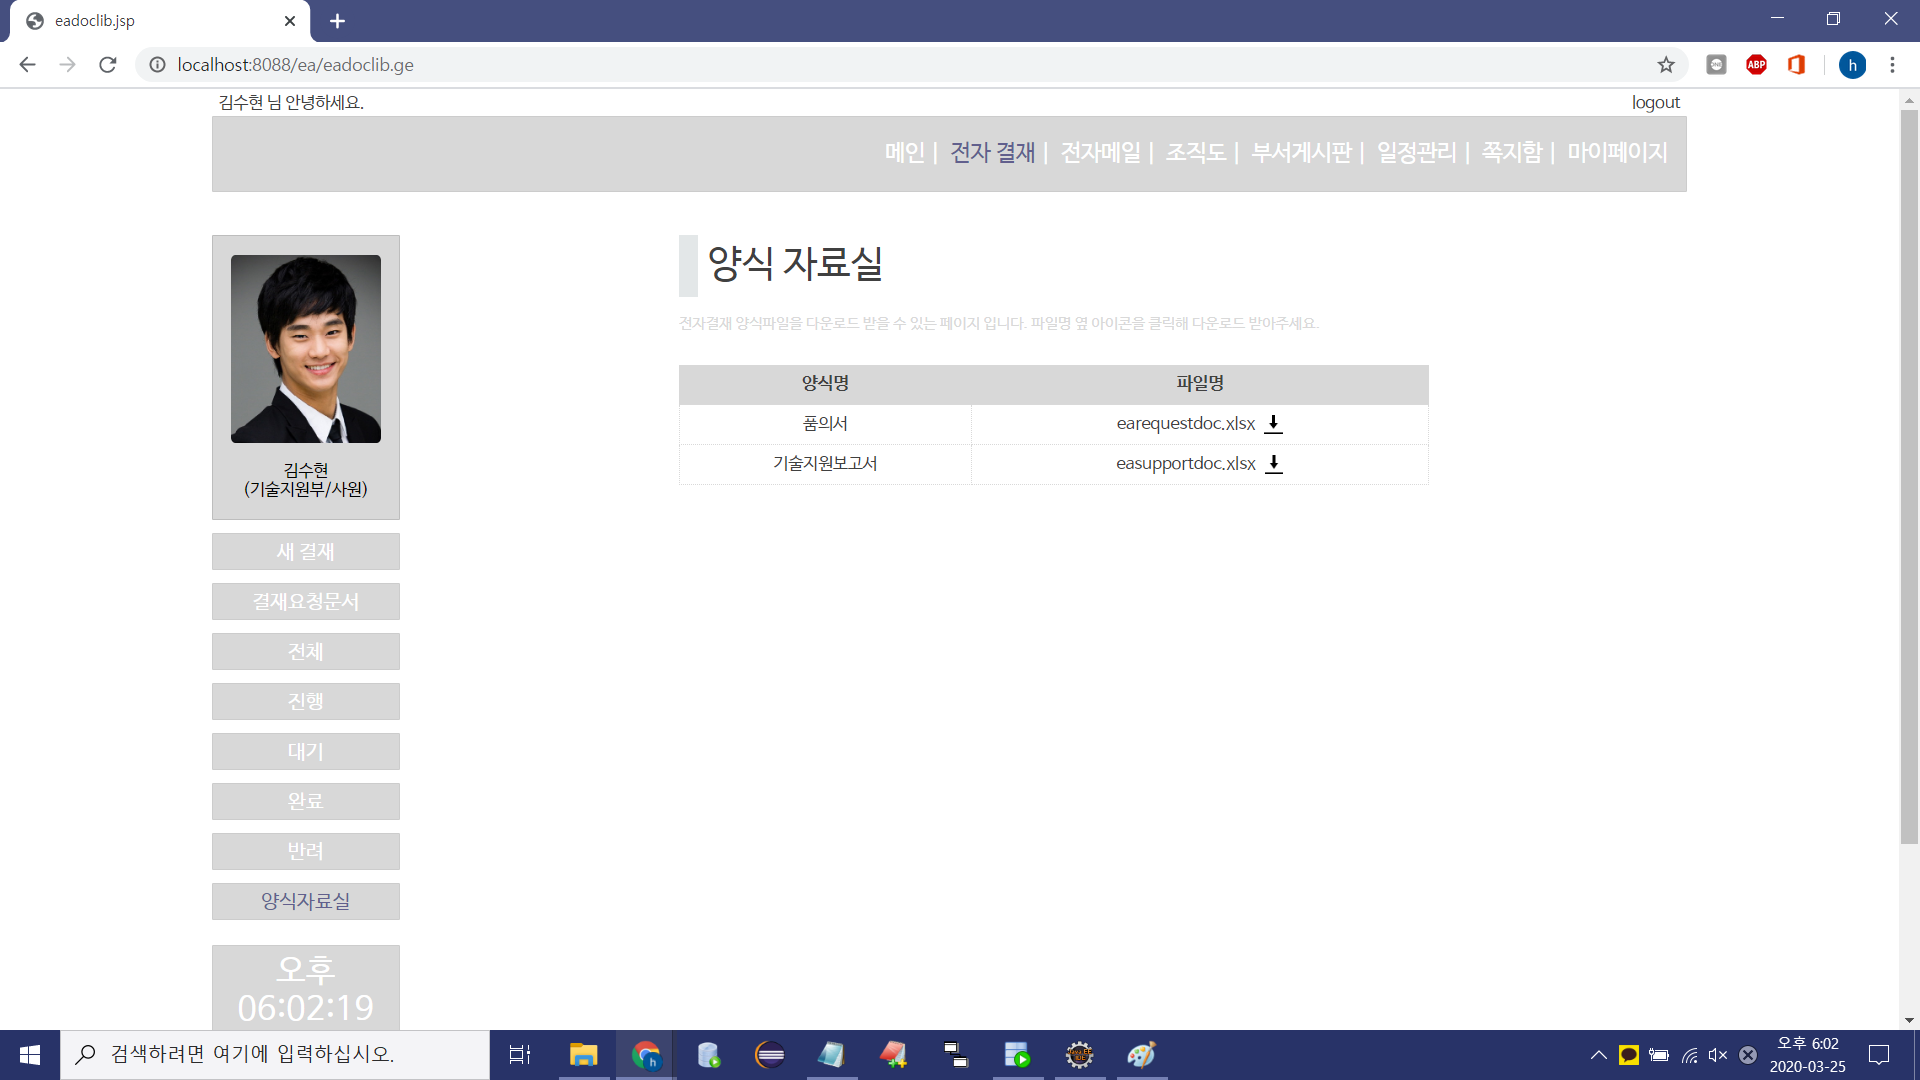 eadoclib.jsp
localhost:8088/ea/eadoclib.ge
ABP
h
김수현 님 안녕하세요.
logout
메인 | 전자 결재 | 전자메일 | 조직도 | 부서게시판 | 일정관리 | 쪽지함 | 마이페이지
양식 자료실
전자결재 양식파일을 다운로드 받을 수 있는 페이지 입니다. 파일명 옆 아이콘을 클릭해 다운로드 받아주세요.
양식명 파일명
품의서 earequestdoc.xlsx
기술지원보고서 easupportdoc.xlsx
김수현
(기술지원부/사원)
새 결재
결재요청문서
전체
진행
대기
완료
반려
양식자료실
오후
06:02:19
검색하려면 여기에 입력하십시오.
h
오후 6:02
2020-03-25